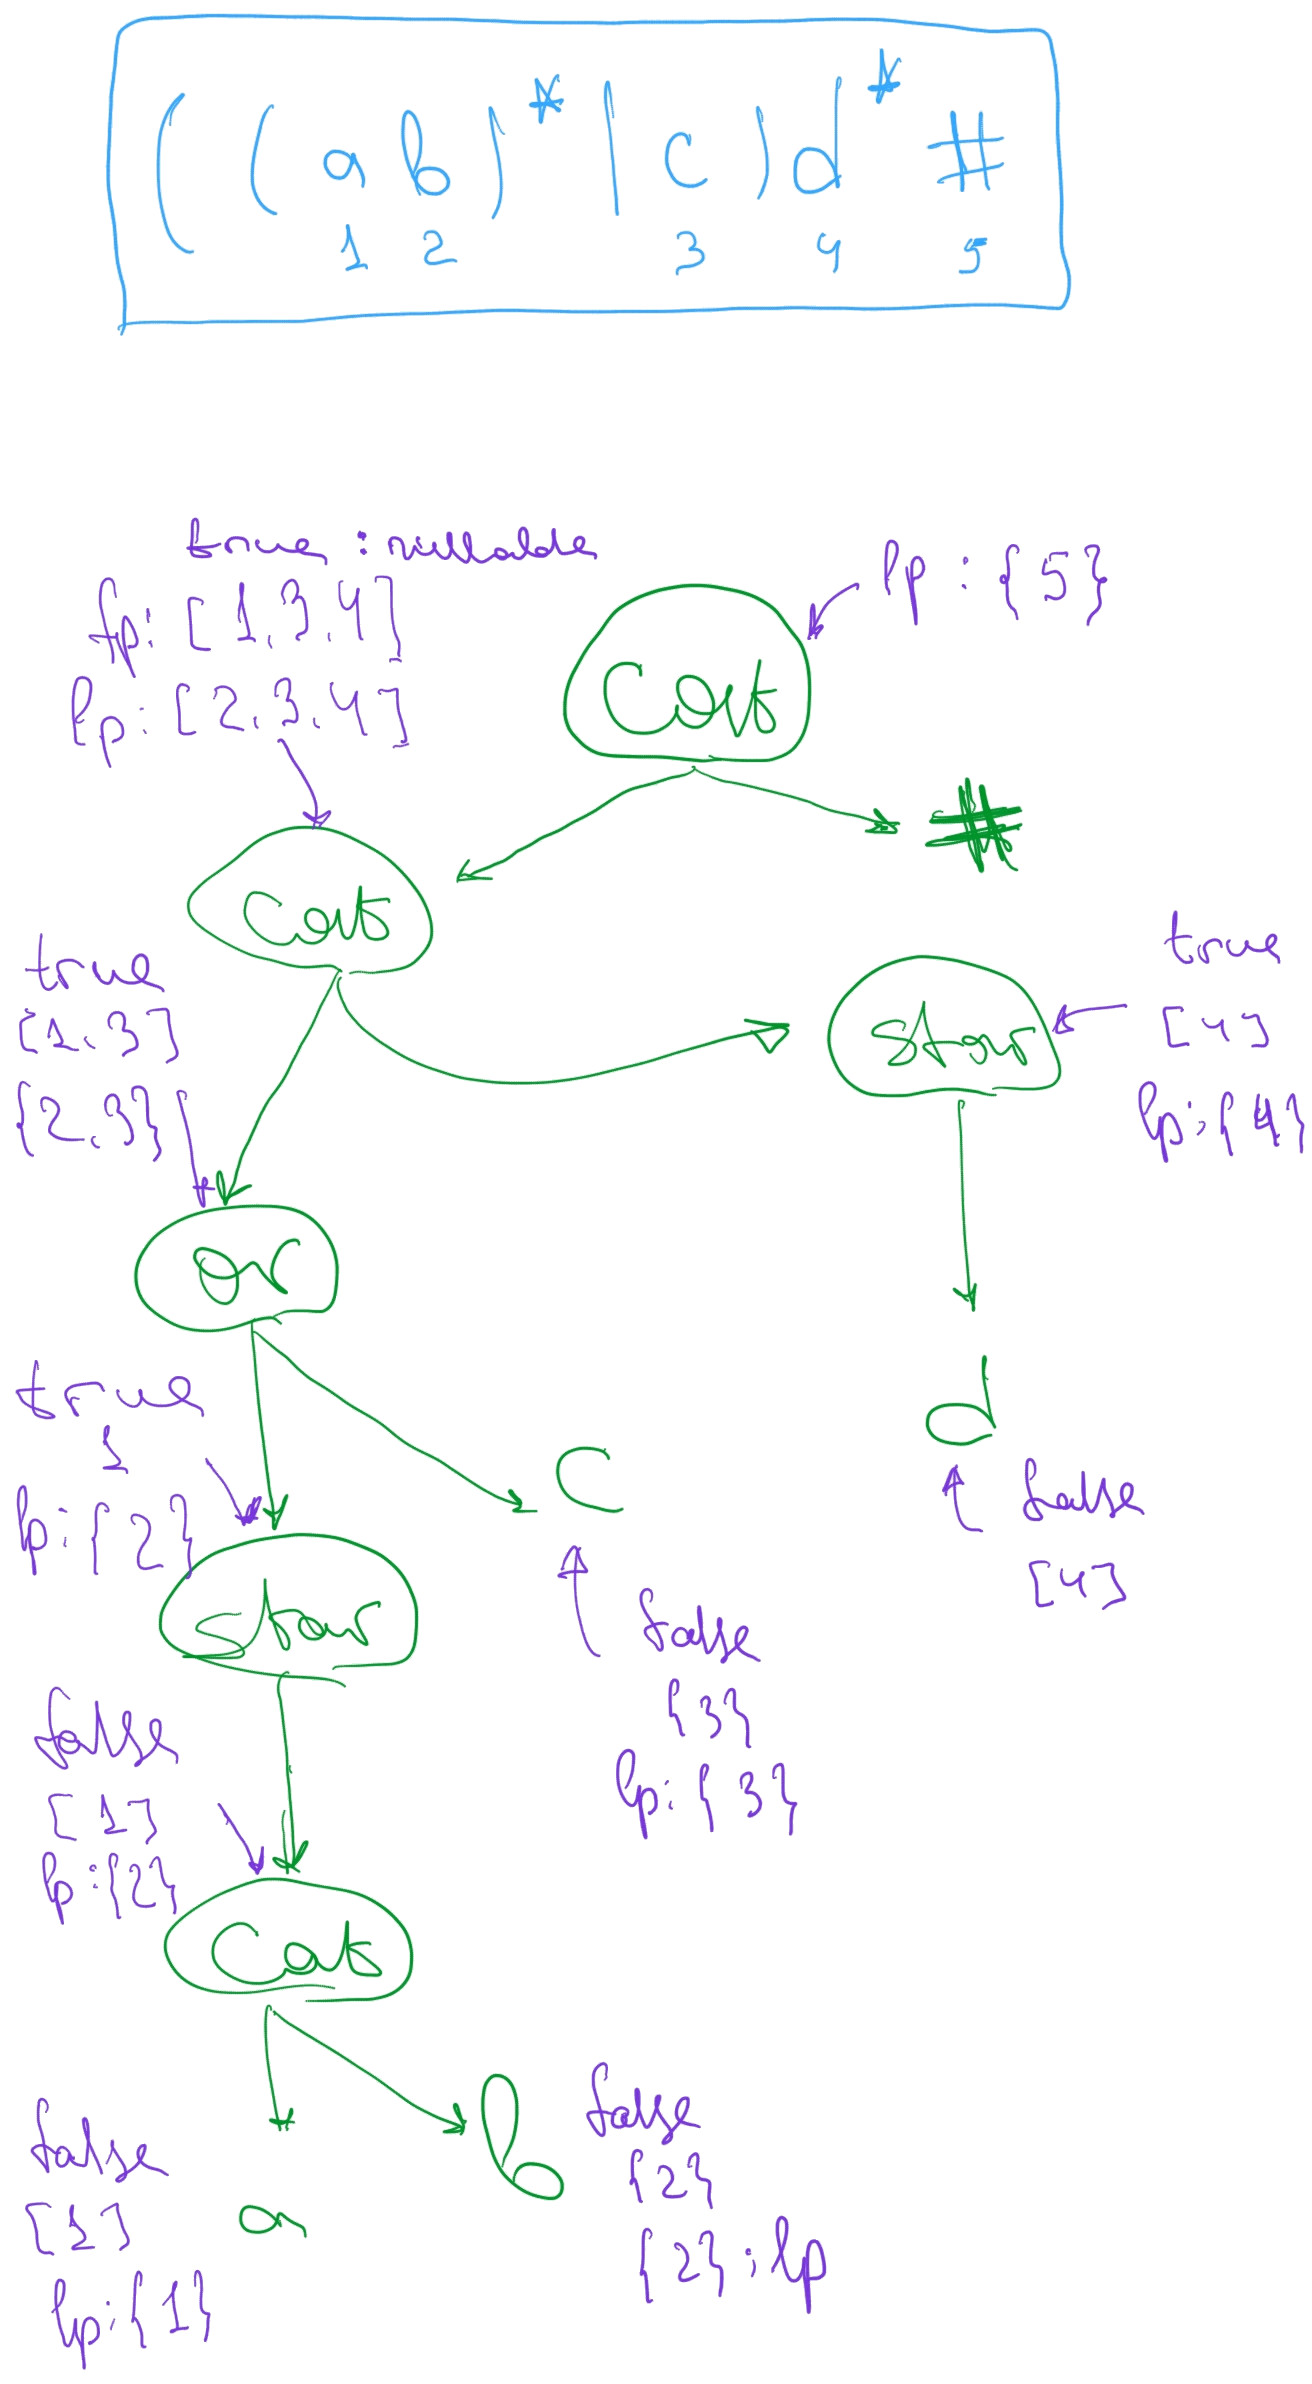 ( ( a b )* | c ) d* #
1 2 3 4 5
true : nullable
fp: [1,3,4]
lp: [2,3,4]
Cat
lp : {5}
#
Cat
true
[1,3]
{2,3}
Star
true
[4]
lp: {4}
Or
d
false
[4]
true
1
lp: {2}
Star
C
false
{3}
lp: {3}
false
[1]
lp: {2}
Cat
a
false
[1]
lp: {1}
b
false
{2}
{2} : lp